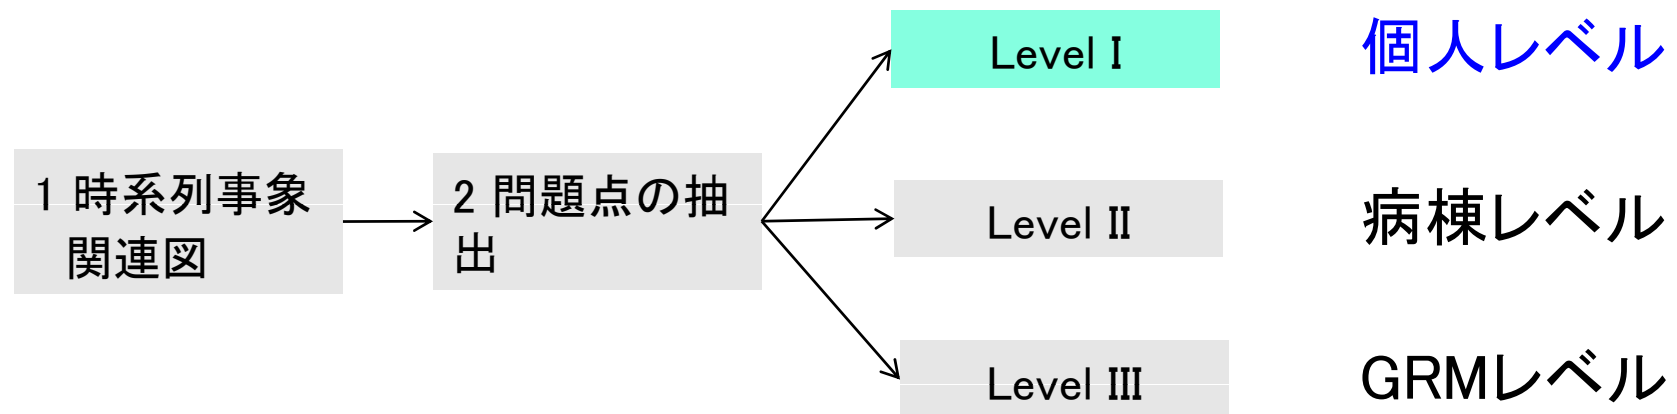 1 時系列事象
関連図
2 問題点の抽
出
Level Ⅰ
個人レベル
Level Ⅱ
病棟レベル
Level Ⅲ
GRMレベル